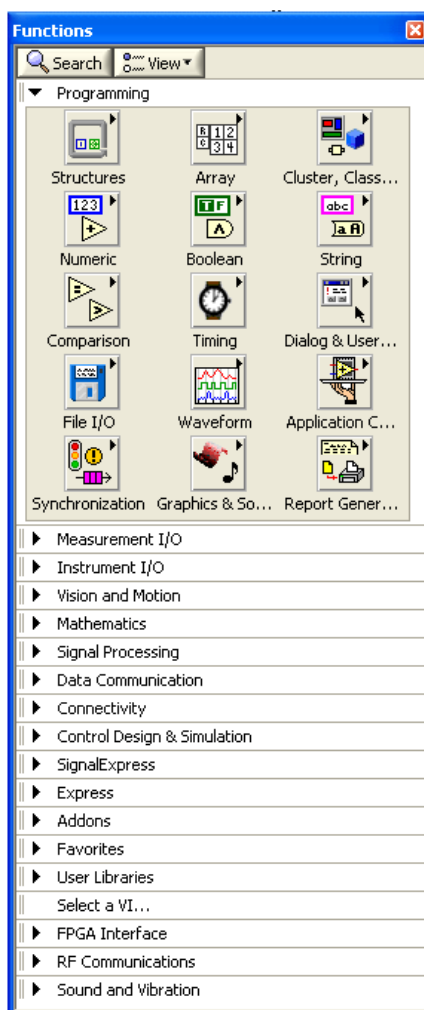 Functions
Search View
Programming
Structures Array Cluster, Class...
123 TF abc
Numeric Boolean String
Comparison Timing Dialog & User...
File I/O Waveform Application C...
Synchronization Graphics & So... Report Gener...
Measurement I/O
Instrument I/O
Vision and Motion
Mathematics
Signal Processing
Data Communication
Connectivity
Control Design & Simulation
SignalExpress
Express
Addons
Favorites
User Libraries
Select a VI...
FPGA Interface
RF Communications
Sound and Vibration